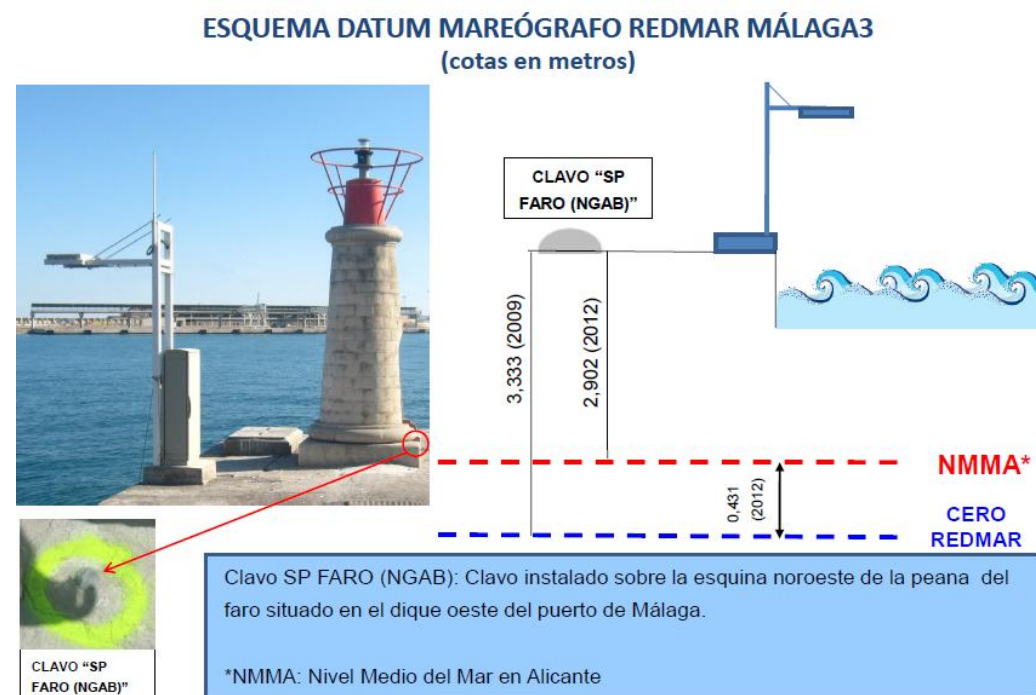 ESQUEMA DATUM MAREÓGRAFO REDMAR MÁLAGA3
(cotas en metros)
CLAVO “SP
FARO (NGAB)”
3,333 (2009)
2,902 (2012)
NMMA*
0,431
(2012)
CERO
REDMAR
Clavo SP FARO (NGAB): Clavo instalado sobre la esquina noroeste de la peana del
faro situado en el dique oeste del puerto de Málaga.
*NMMA: Nivel Medio del Mar en Alicante
CLAVO “SP
FARO (NGAB)”